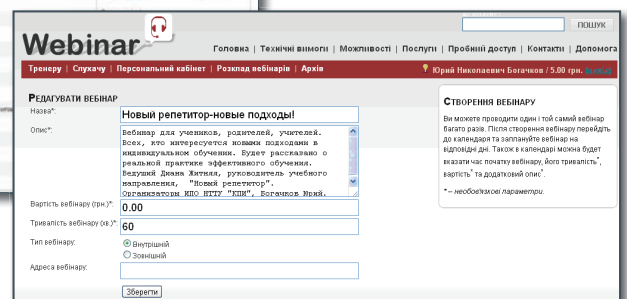 ПОШУК
Webinar
Головна | Технічні вимоги | Можливості | Послуги | Пробний доступ | Контакти | Допомога
Тренеру | Слухачу | Персональний кабінет | Розклад вебінарів | Архів
Юрий Николаевич Богачков / 5.00 грн.
РЕДАГУВАТИ ВЕБІНАР
Назва*:
Новый репетитор-новые подходы!
Опис*:
Вебинар для учеников, родителей, учителей.
Всех, кто интересуется новыми подходами в
индивидуальном обучении. Будет рассказано о
реальной практике эффективного обучения.
Ведущий Диана Житняя, руководитель учебного
направления, "Новый репетитор".
Организаторы ИПО НТТУ "КПИ", Богачков Юрий.
Вартість вебінару (грн.)*:
0.00
Тривалість вебінару (хв.)*:
60
Тип вебінару:
Внутрішній
Зовнішній
Адреса вебінару:
Зберегти
СТВОРЕННЯ ВЕБІНАРУ
Ви можете проводити один і той самий вебінар
багато разів. Після створення вебінару перейдіть
до календаря та заплануйте вебінар на
відповідні дні. Також в календарі можна будет
вказати час початку вебінару, його тривалість*,
вартість* та додатковий опис*.
* – необов'язкові параметри.